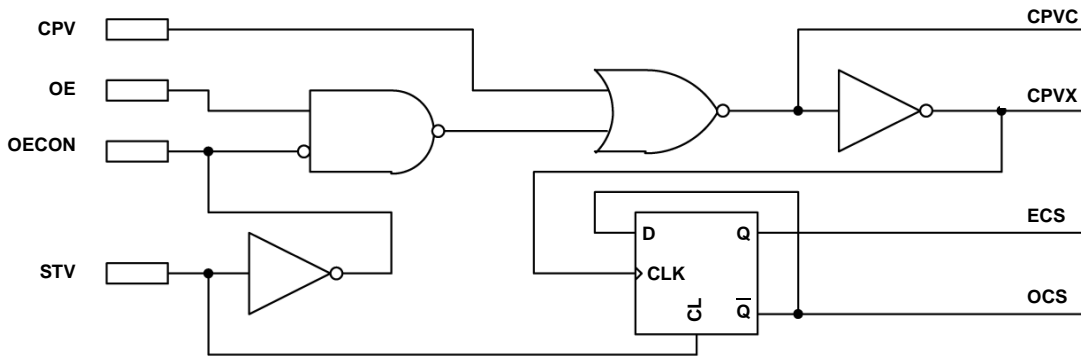 CPV
CPVC
OE
CPVX
OECON
D
Q
ECS
STV
CLK
CL
Q̅
OCS